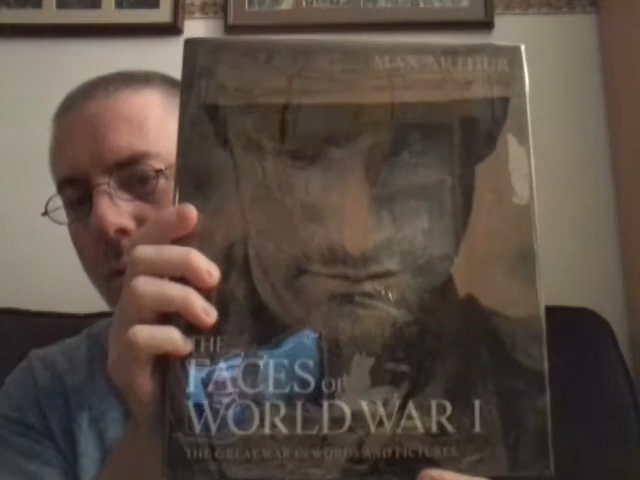 MAX ARTHUR
THE
FACES OF
WORLD WAR I
THE GREAT WAR IN WORDS AND PICTURES